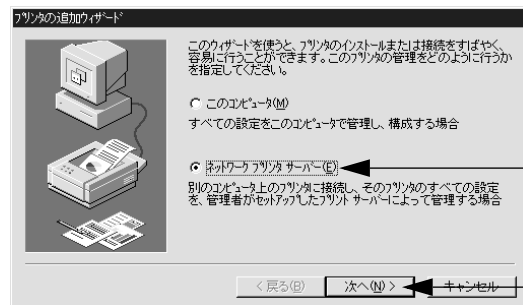 プリンタの追加ウィザード
このウィザードを使うと、プリンタのインストールまたは接続をすばやく、
容易に行うことができます。このプリンタの管理をどのように行うか
を指定してください。
このコンピュータ(M)
すべての設定をこのコンピュータで管理し、構成する場合
ネットワーク プリンタ サーバー(E)
別のコンピュータ上のプリンタに接続し、そのプリンタのすべての設定
を、管理者がセットアップしたプリント サーバーによって管理する場合
< 戻る(B) 次へ(N) > キャンセル